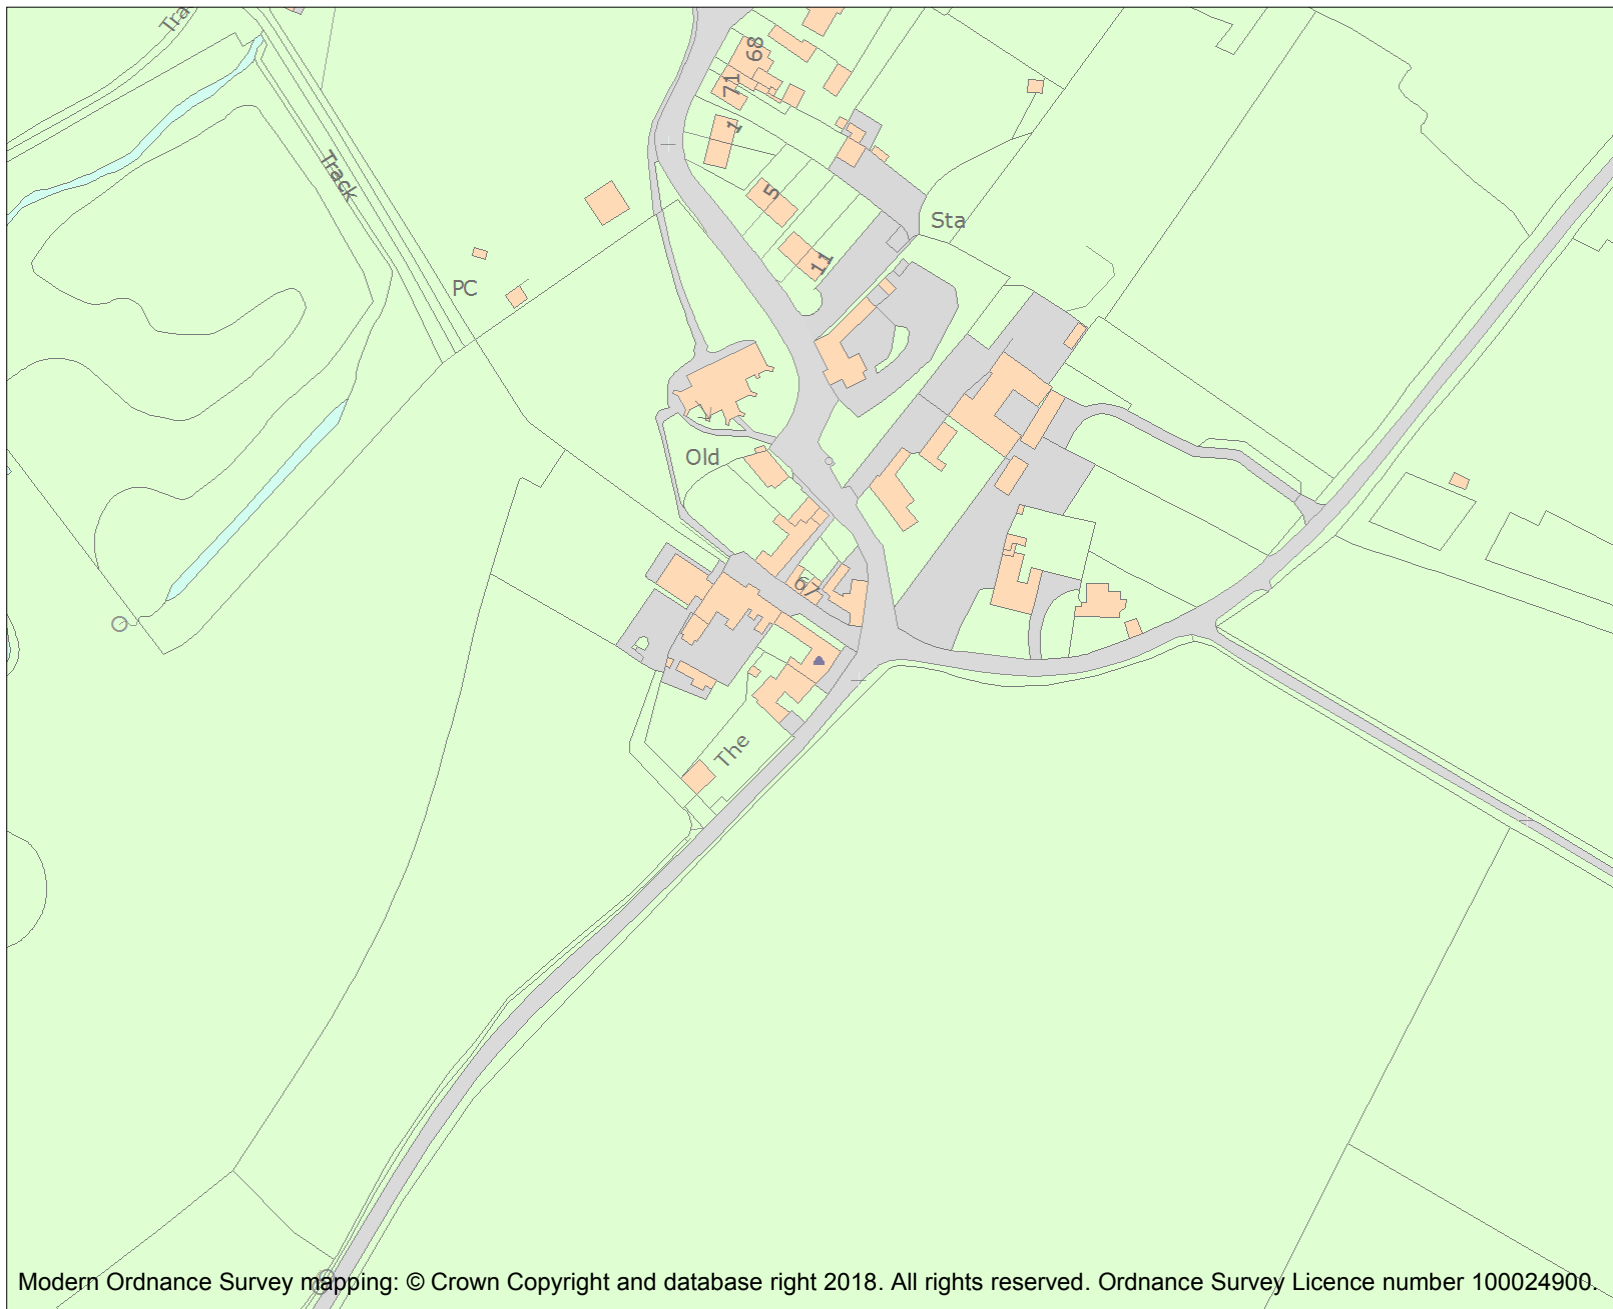 Tra
68
71
1
Track
5
Sta
11
PC
Old
67
The
Modern Ordnance Survey mapping: © Crown Copyright and database right 2018. All rights reserved. Ordnance Survey Licence number 100024900.